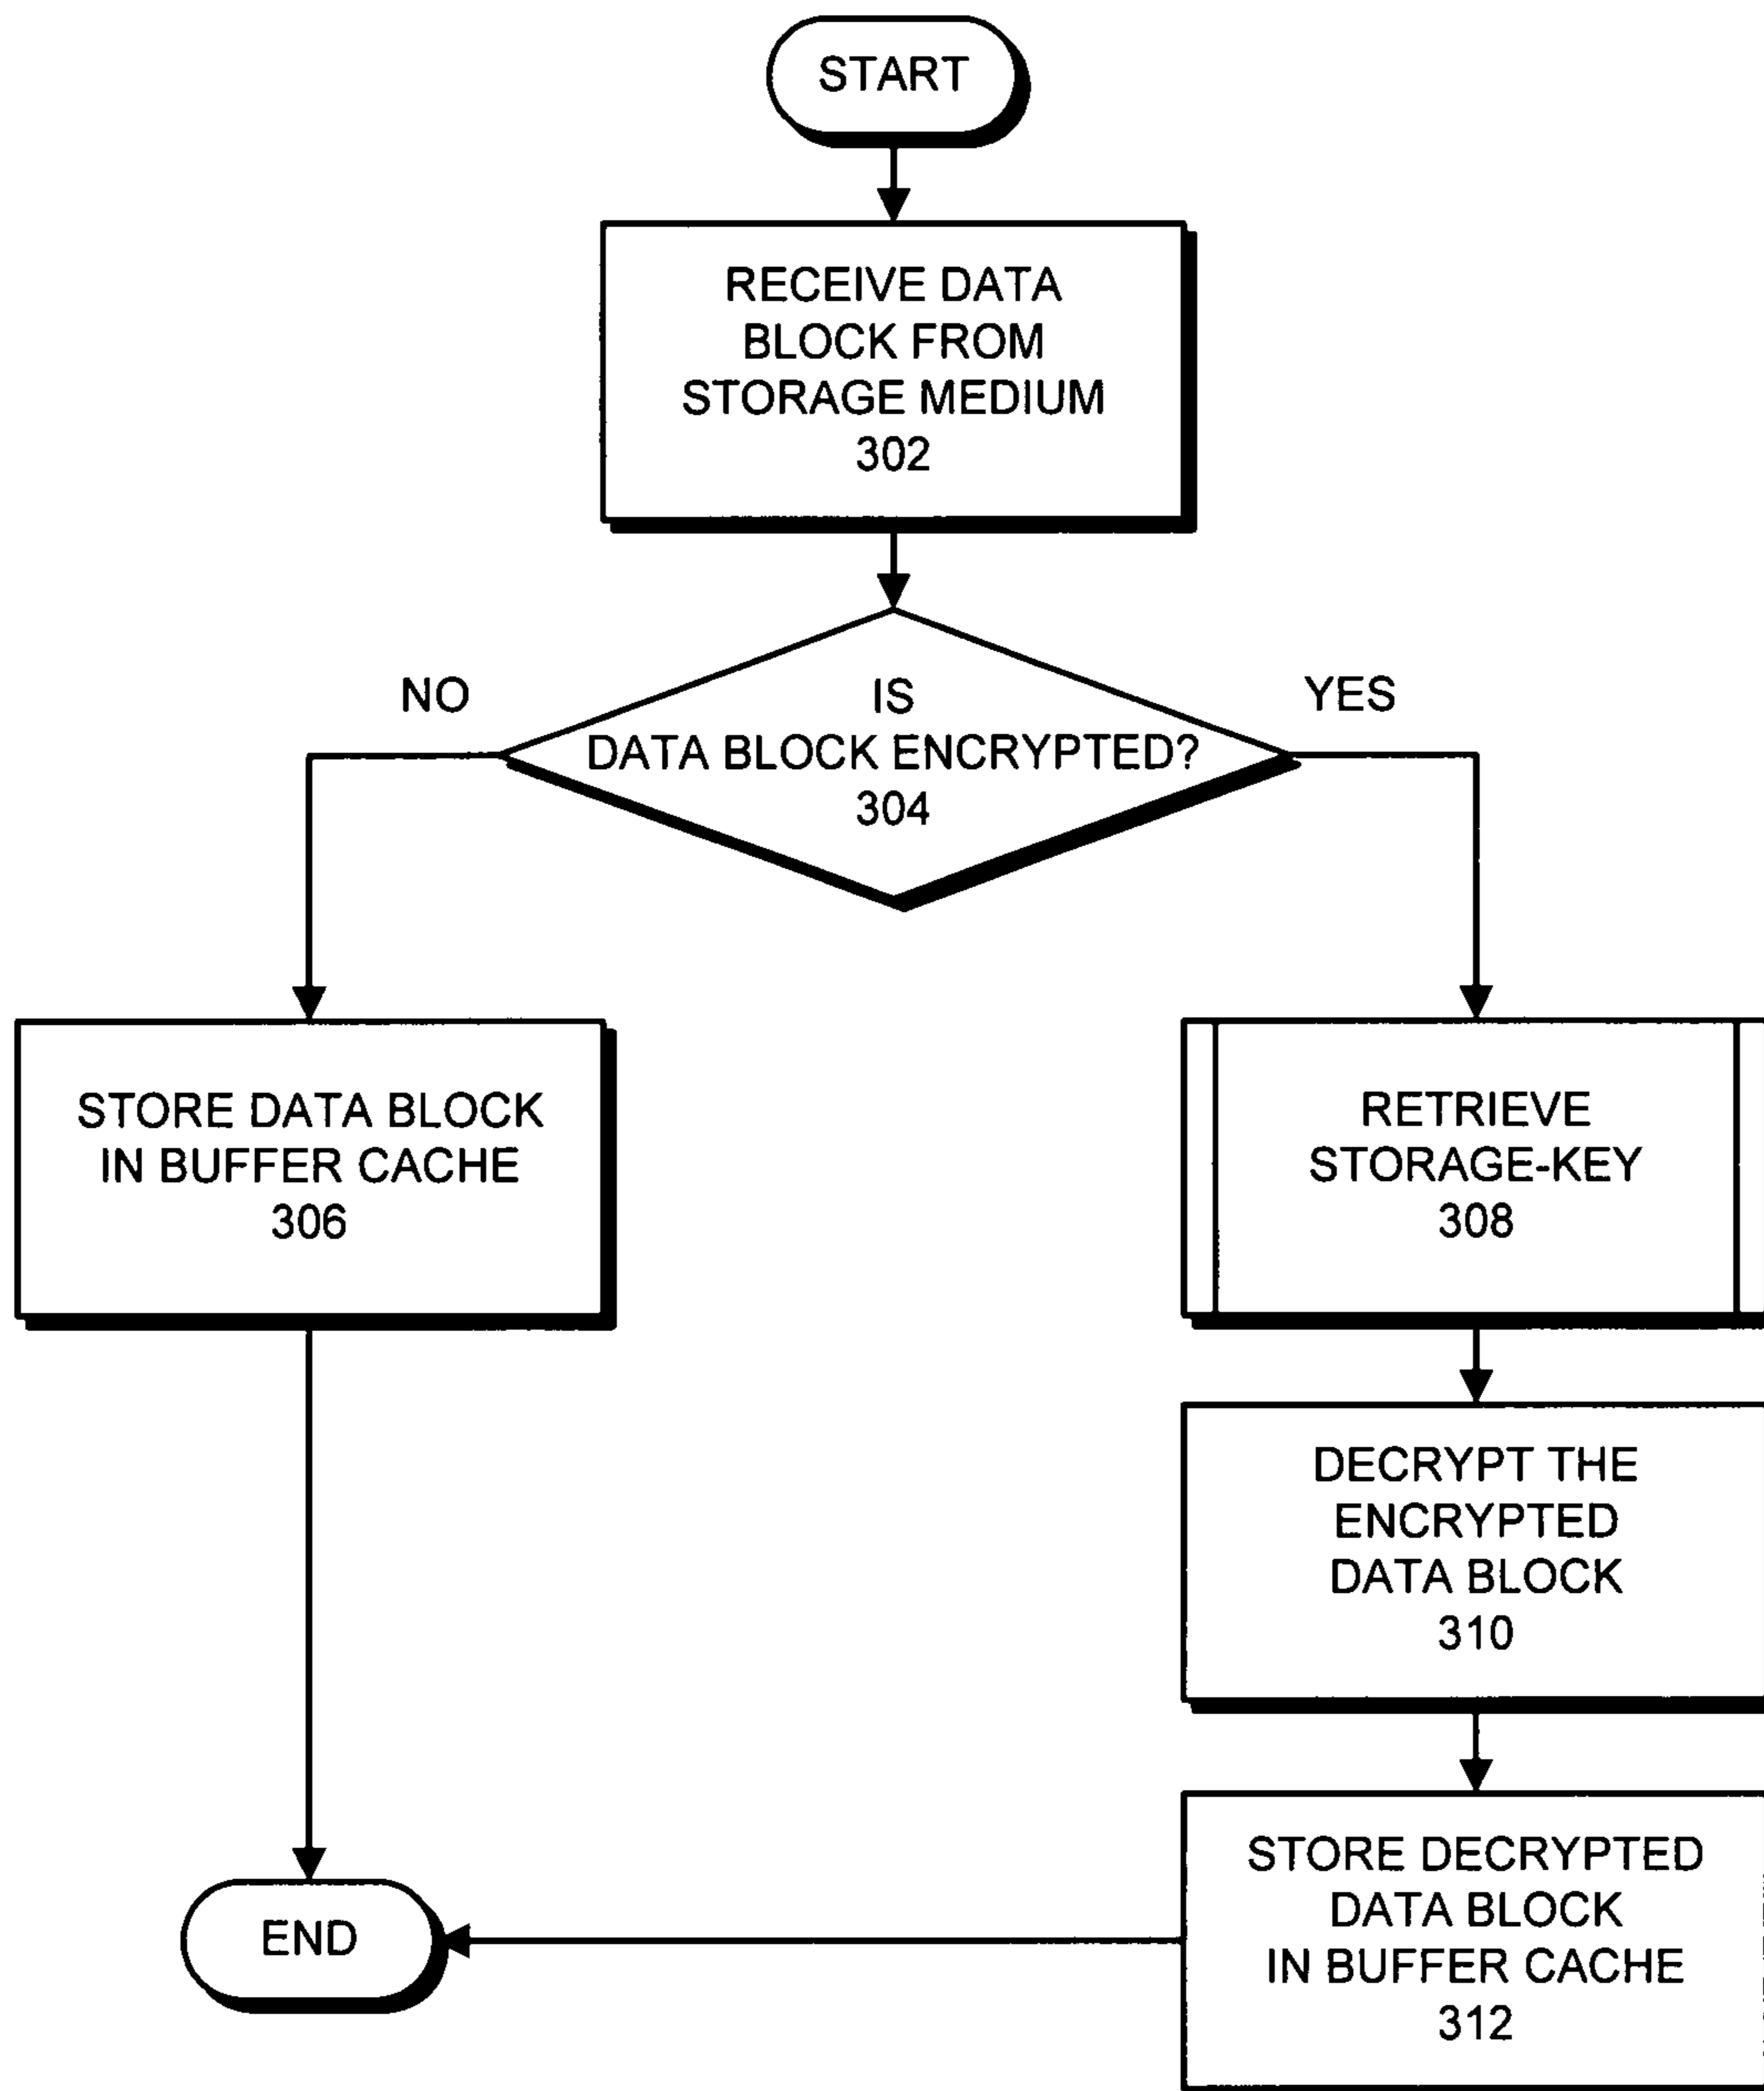 START
RECEIVE DATA
BLOCK FROM
STORAGE MEDIUM
302
NO
IS
YES
DATA BLOCK ENCRYPTED?
304
STORE DATA BLOCK
IN BUFFER CACHE
306
RETRIEVE
STORAGE-KEY
308
DECRYPT THE
ENCRYPTED
DATA BLOCK
310
STORE DECRYPTED
DATA BLOCK
IN BUFFER CACHE
312
END